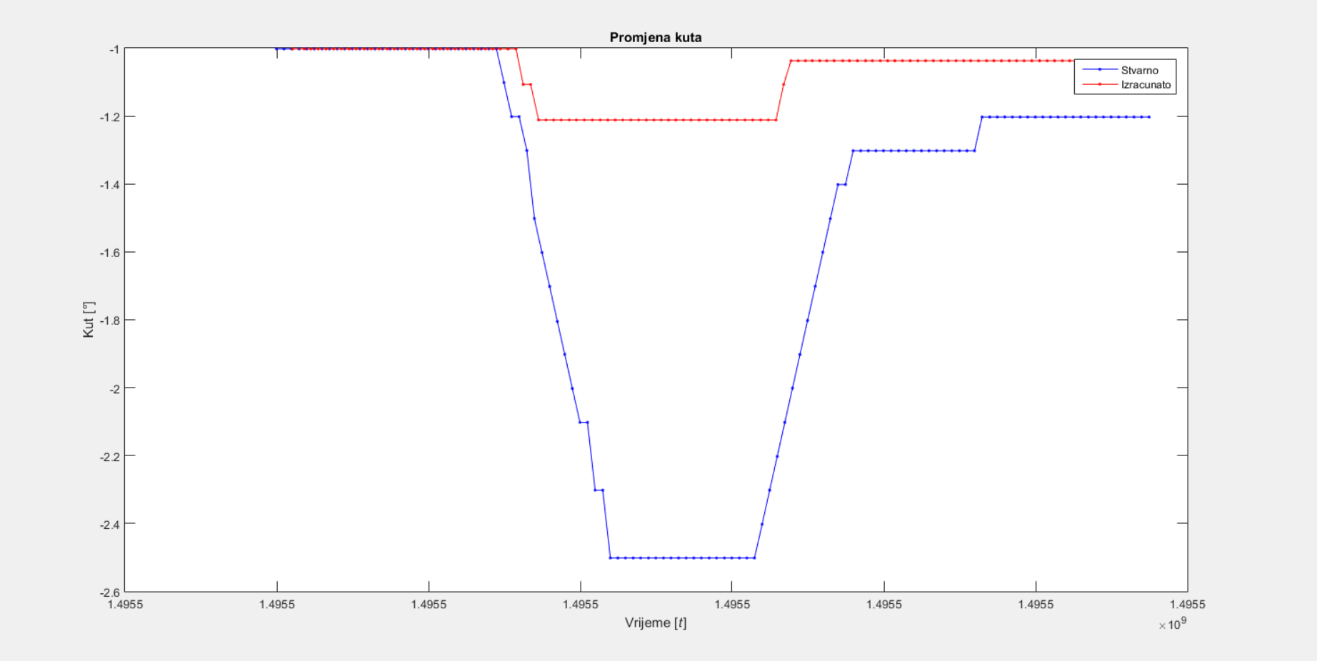 Promjena kuta
-1
Stvarno
Izracunato
-1.2
-1.4
-1.6
Kut [°]
-1.8
-2
-2.2
-2.4
-2.6
1.4955 1.4955 1.4955 1.4955 1.4955 1.4955 1.4955 1.4955
Vrijeme [t]
×10⁹